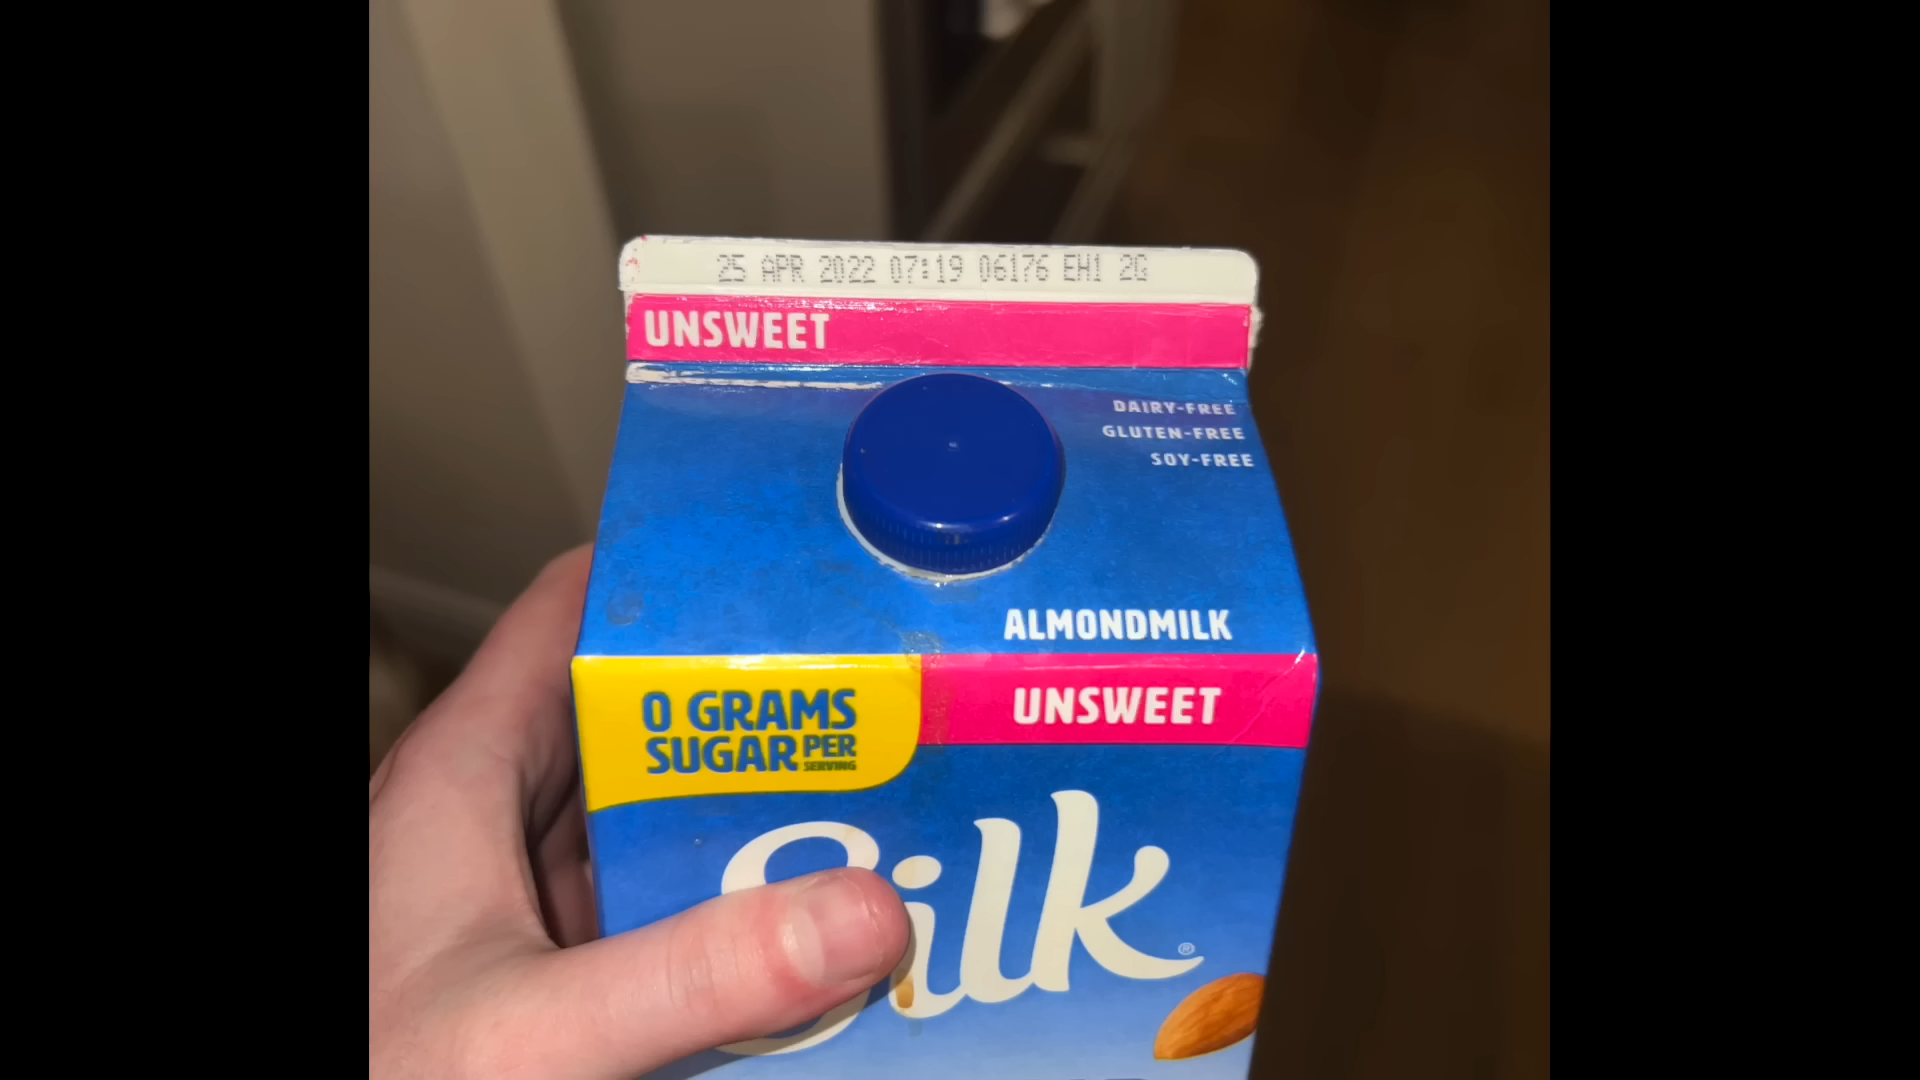 25 APR 2022 07:19 06176 EH1 2G
UNSWEET
DAIRY-FREE
GLUTEN-FREE
SOY-FREE
ALMONDMILK
0 GRAMS
SUGAR PER
SERVING
UNSWEET
Silk®